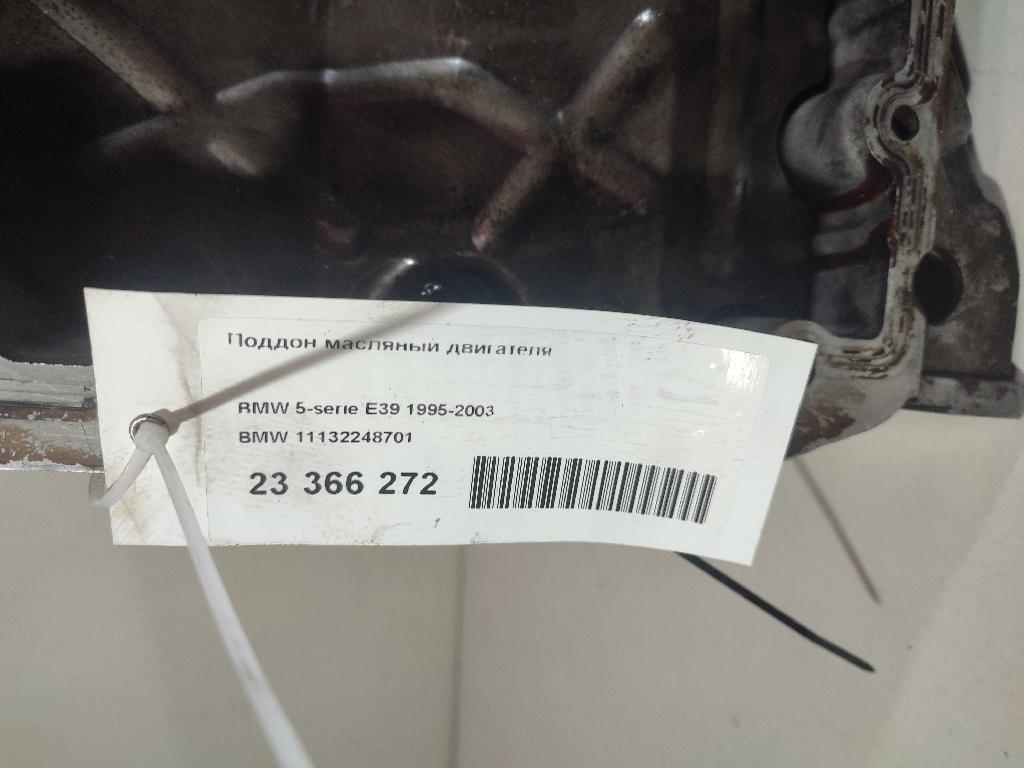 Поддон масляный двигателя
BMW 5-serie E39 1995-2003
BMW 11132248701
23 366 272